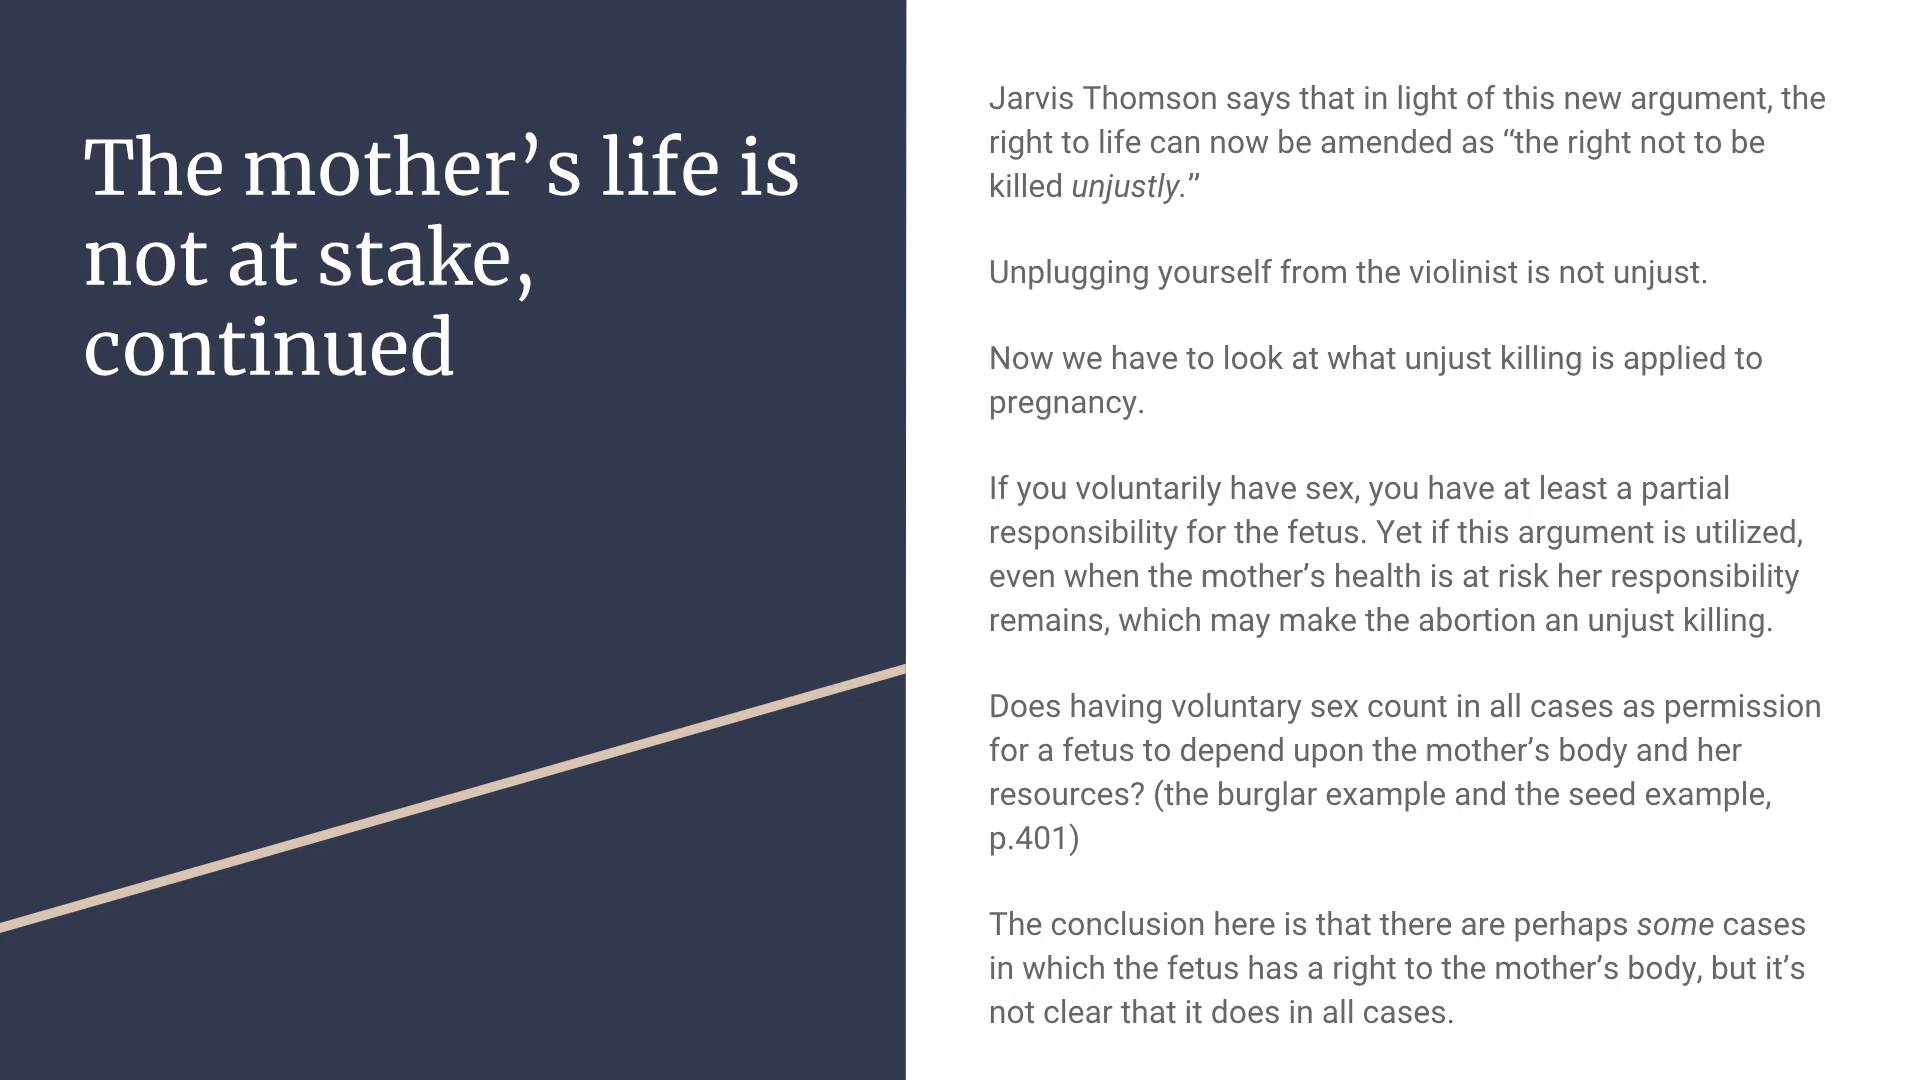 The mother’s life is
not at stake,
continued
Jarvis Thomson says that in light of this new argument, the
right to life can now be amended as “the right not to be
killed unjustly.”
Unplugging yourself from the violinist is not unjust.
Now we have to look at what unjust killing is applied to
pregnancy.
If you voluntarily have sex, you have at least a partial
responsibility for the fetus. Yet if this argument is utilized,
even when the mother’s health is at risk her responsibility
remains, which may make the abortion an unjust killing.
Does having voluntary sex count in all cases as permission
for a fetus to depend upon the mother’s body and her
resources? (the burglar example and the seed example,
p.401)
The conclusion here is that there are perhaps some cases
in which the fetus has a right to the mother’s body, but it’s
not clear that it does in all cases.